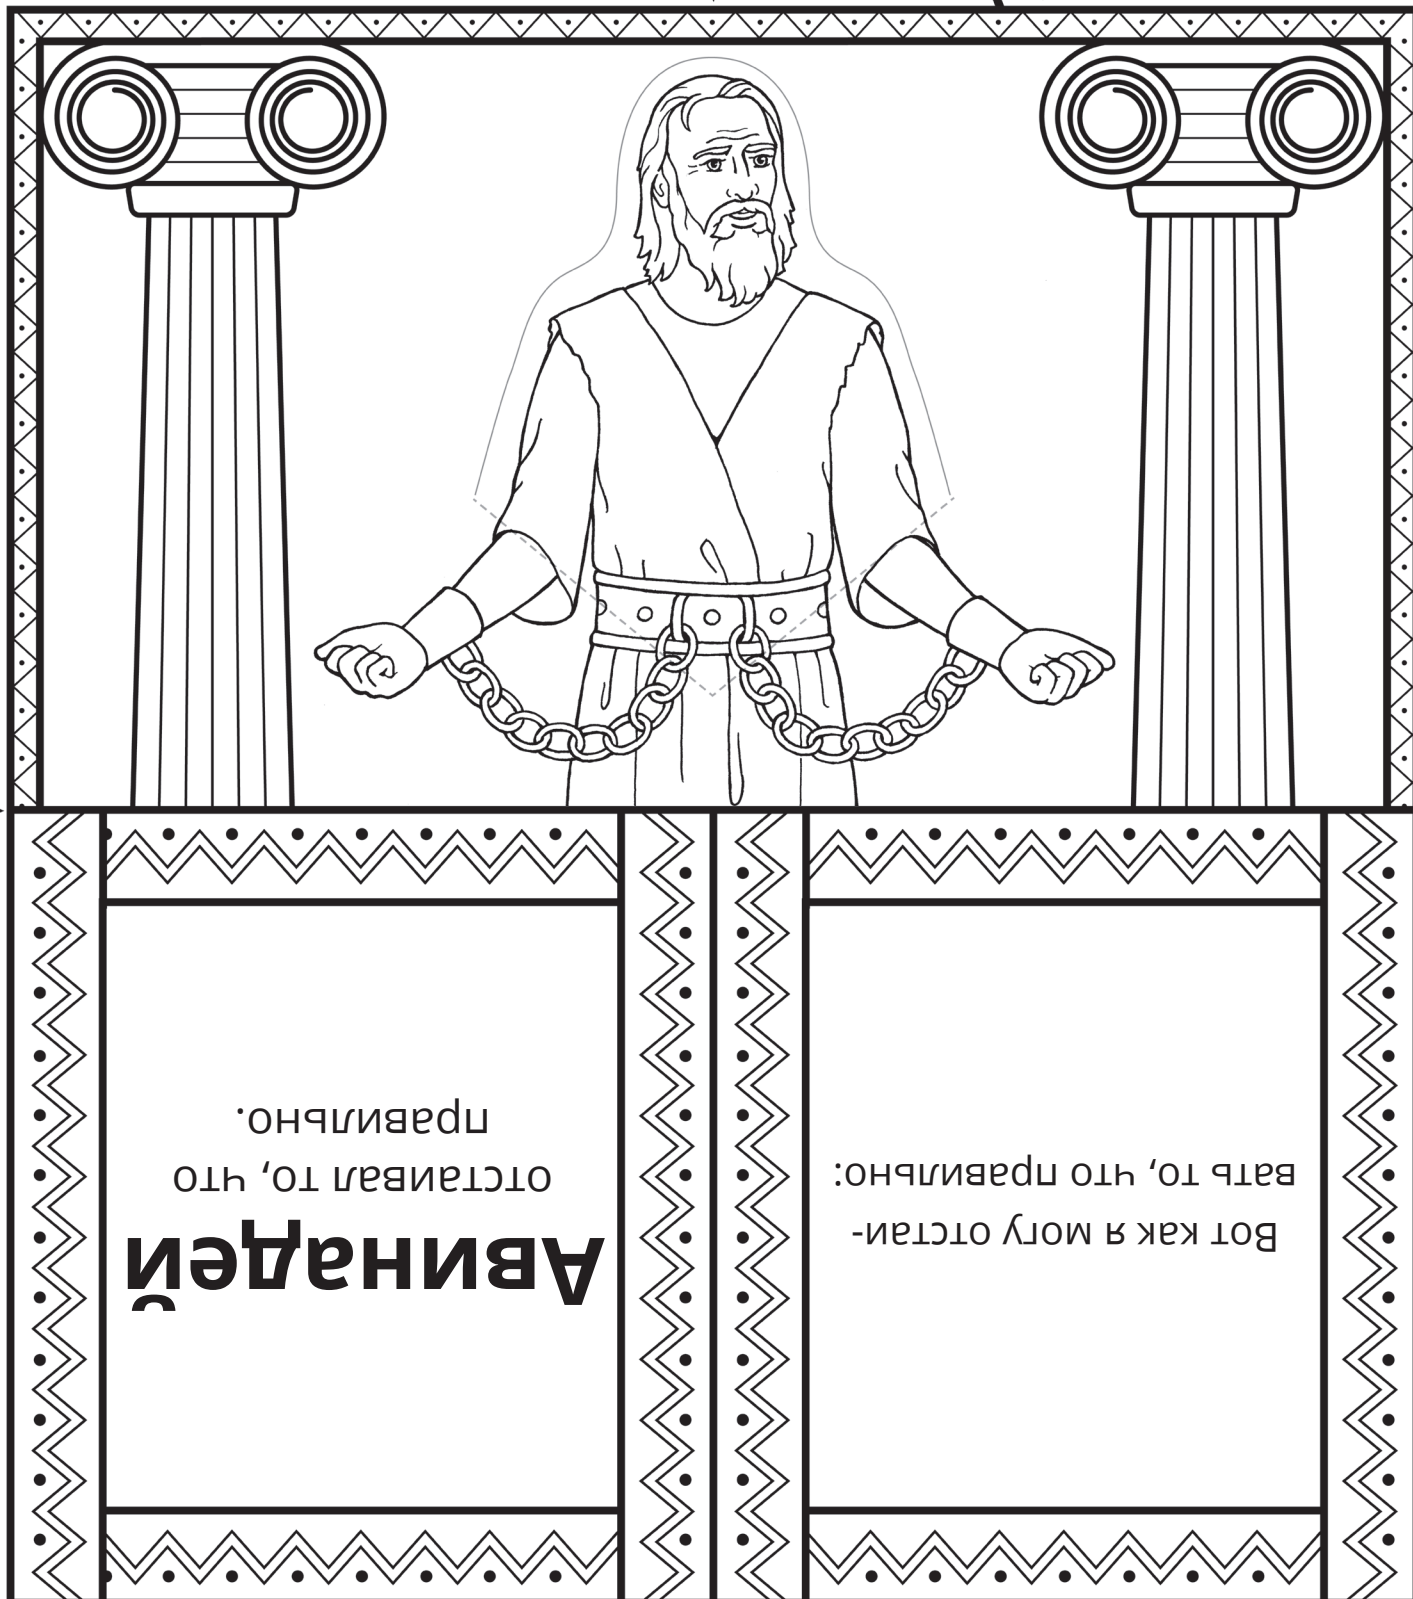 Авинадей
отстаивал то, что
правильно.
Вот как я могу отстаи-
вать то, что правильно: